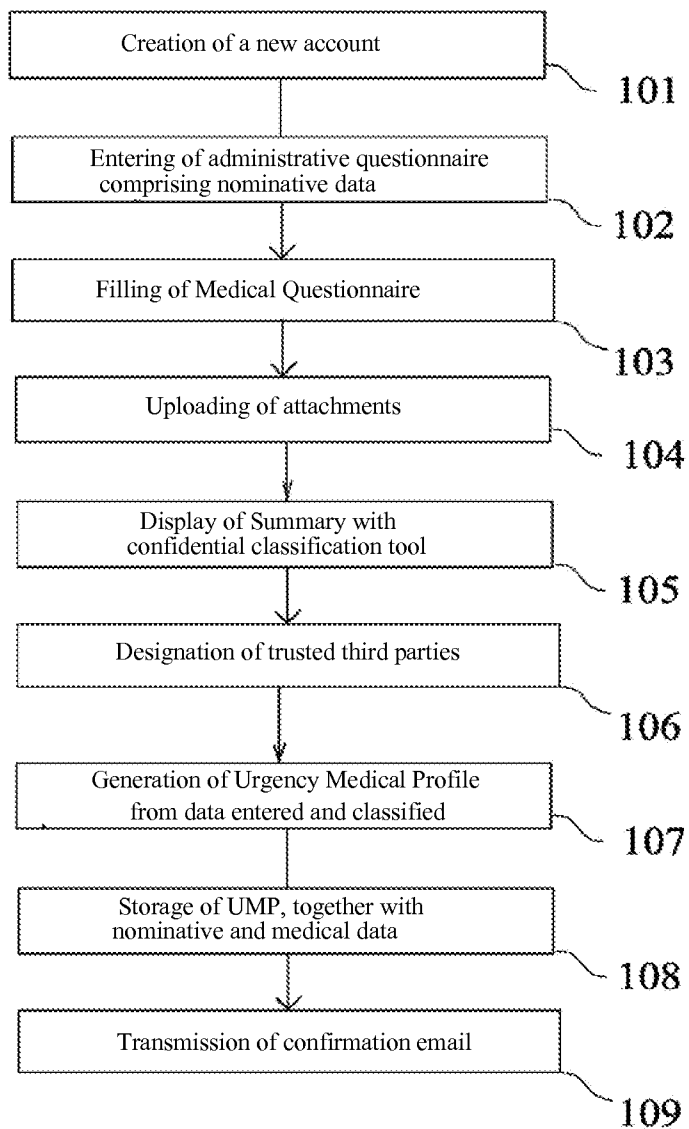 Creation of a new account
101
Entering of administrative questionnaire
comprising nominative data
102
Filling of Medical Questionnaire
103
Uploading of attachments
104
Display of Summary with
confidential classification tool
105
Designation of trusted third parties
106
Generation of Urgency Medical Profile
from data entered and classified
107
Storage of UMP, together with
nominative and medical data
108
Transmission of confirmation email
109